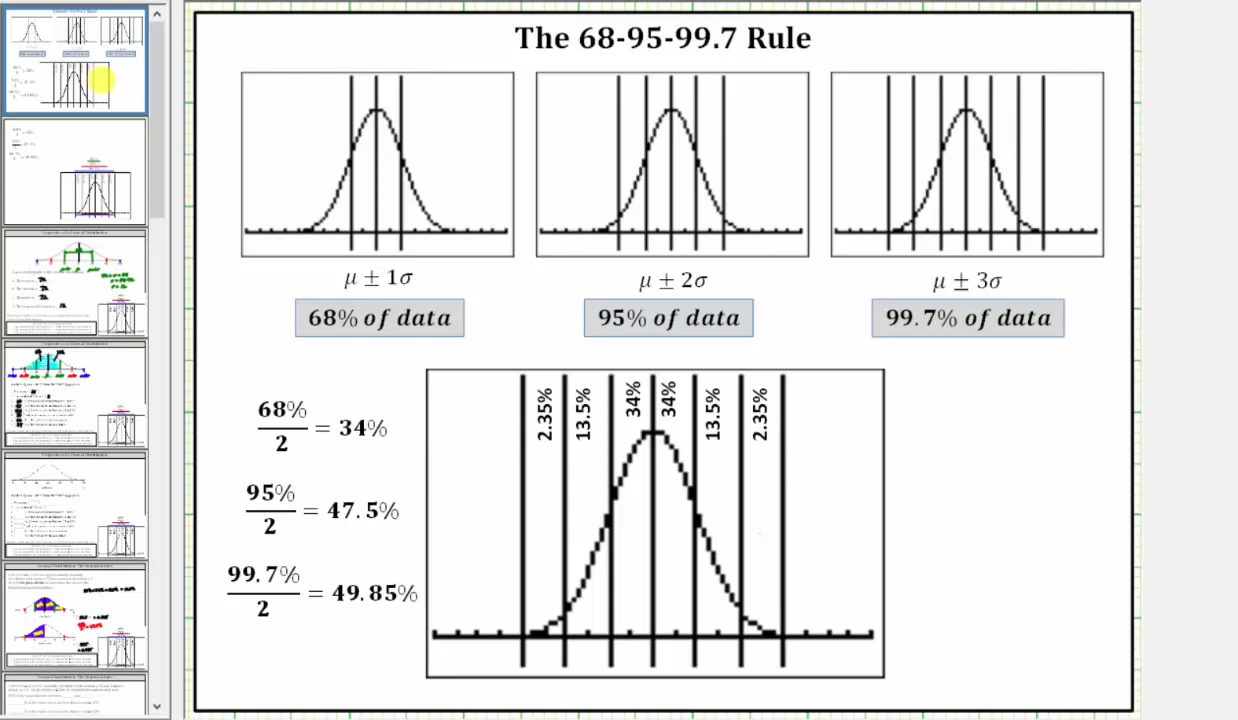 The 68-95-99.7 Rule
μ ± 1σ
μ ± 2σ
μ ± 3σ
68% of data
95% of data
99.7% of data
2.35%
13.5%
34%
34%
13.5%
2.35%
68%
2
= 34%
95%
2
= 47.5%
99.7%
2
= 49.85%